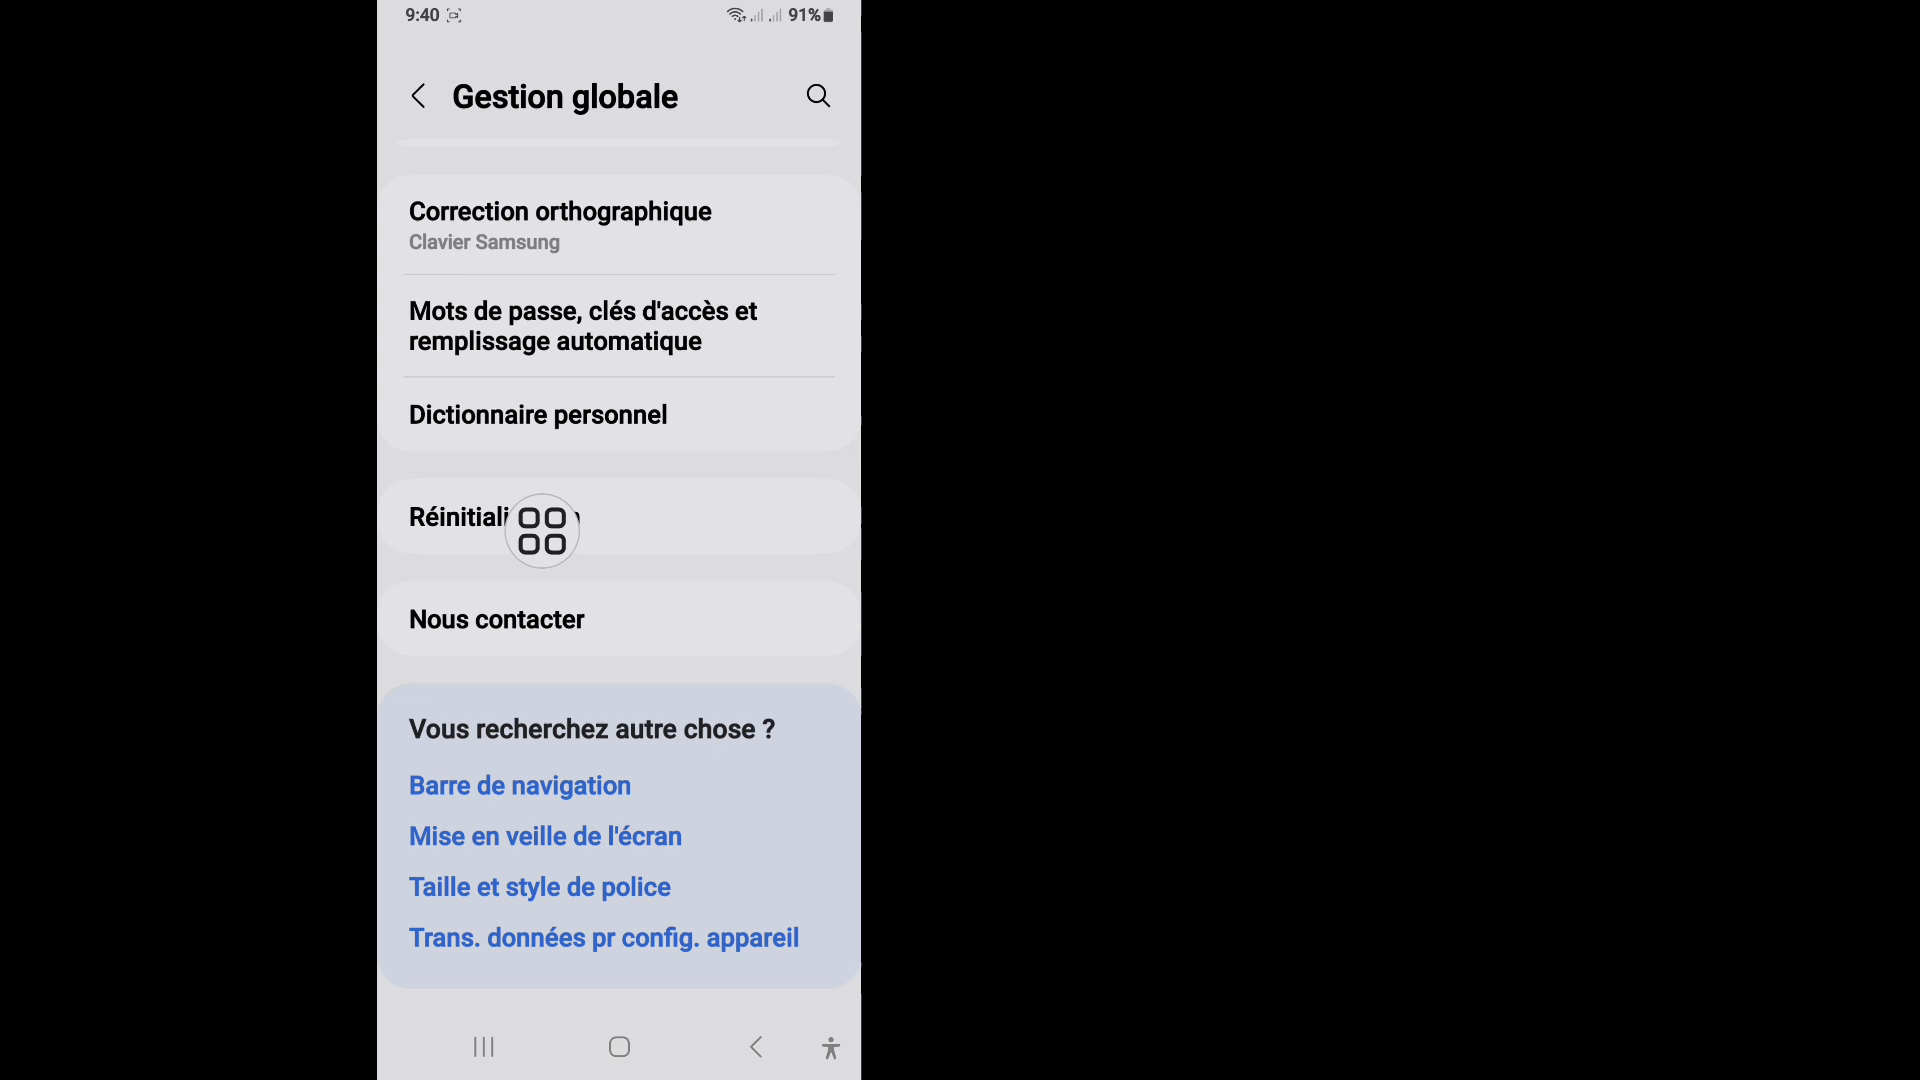 9:40
91%
Gestion globale
Correction orthographique
Clavier Samsung
Mots de passe, clés d'accès et
remplissage automatique
Dictionnaire personnel
Nous contacter
Vous recherchez autre chose ?
Barre de navigation
Mise en veille de l'écran
Taille et style de police
Trans. données pr config. appareil